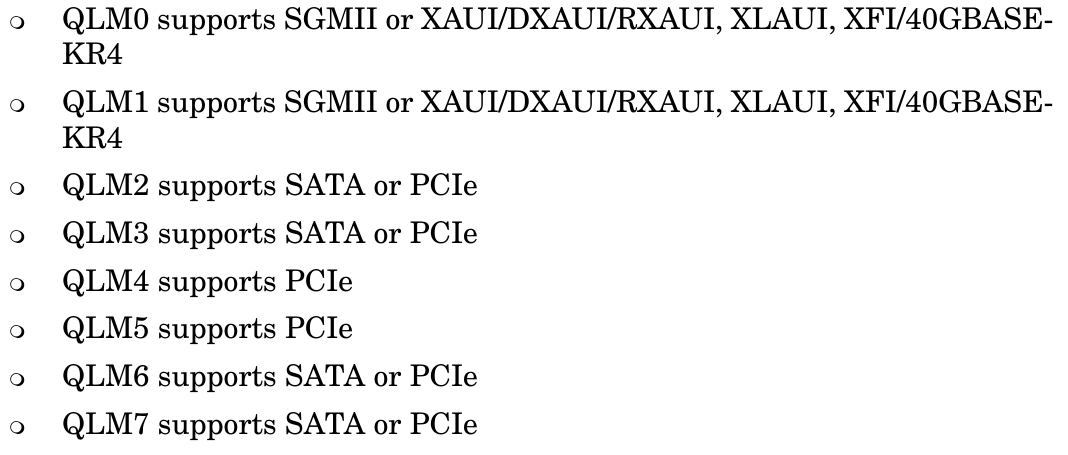 ❍ QLM0 supports SGMII or XAUI/DXAUI/RXAUI, XLAUI, XFI/40GBASE-
KR4
❍ QLM1 supports SGMII or XAUI/DXAUI/RXAUI, XLAUI, XFI/40GBASE-
KR4
❍ QLM2 supports SATA or PCIe
❍ QLM3 supports SATA or PCIe
❍ QLM4 supports PCIe
❍ QLM5 supports PCIe
❍ QLM6 supports SATA or PCIe
❍ QLM7 supports SATA or PCIe